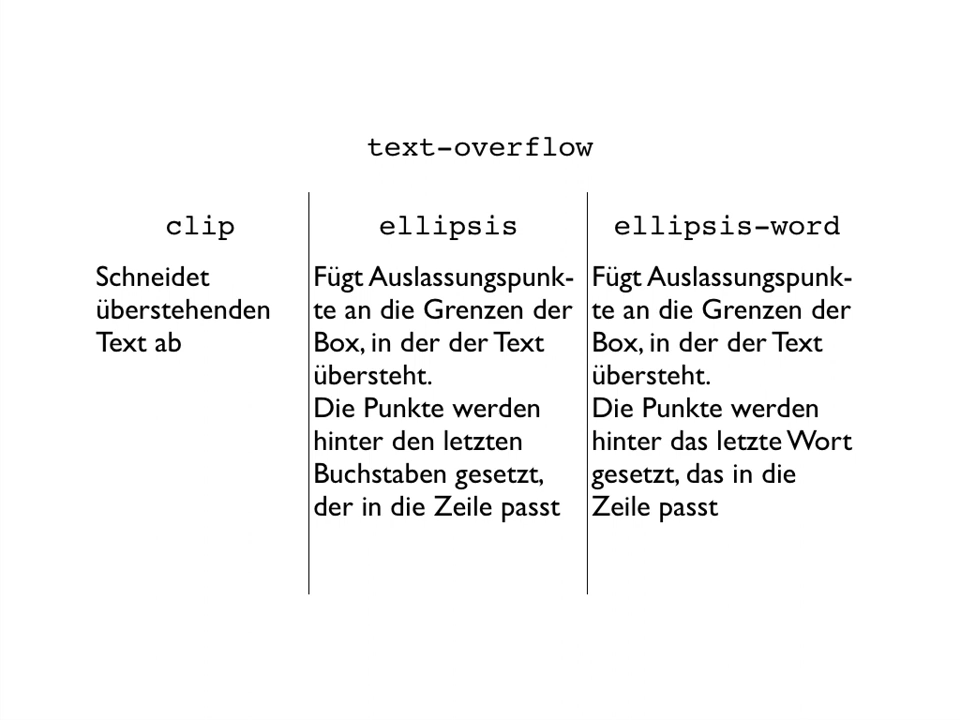 text-overflow
clip
Schneidet
überstehenden
Text ab
ellipsis
Fügt Auslassungspunk-
te an die Grenzen der
Box, in der der Text
übersteht.
Die Punkte werden
hinter den letzten
Buchstaben gesetzt,
der in die Zeile passt
ellipsis-word
Fügt Auslassungspunk-
te an die Grenzen der
Box, in der der Text
übersteht.
Die Punkte werden
hinter das letzte Wort
gesetzt, das in die
Zeile passt